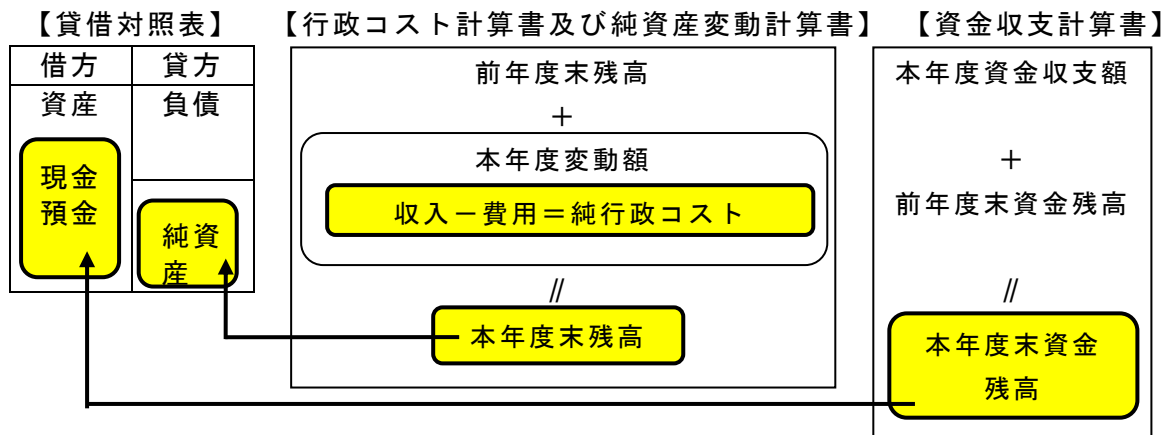 【貸借対照表】
借方 貸方
資産 負債
現金
預金
純資
産
【行政コスト計算書及び純資産変動計算書】
前年度末残高
+
本年度変動額
収入-費用=純行政コスト
//
本年度末残高
【資金収支計算書】
本年度資金収支額
+
前年度末資金残高
//
本年度末資金
残高